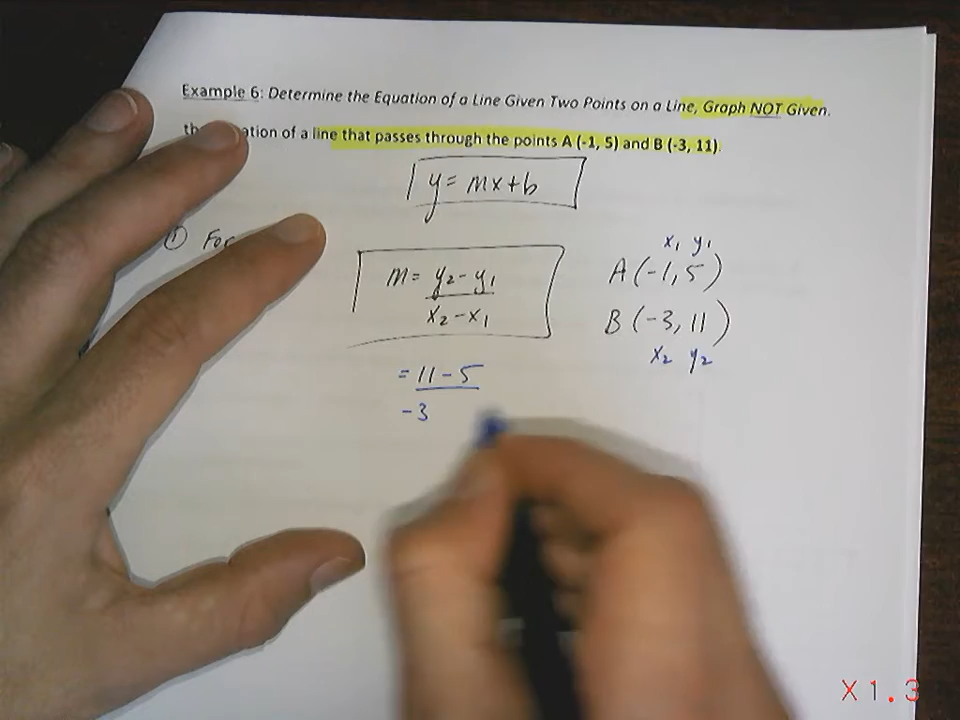 Example 6: Determine the Equation of a Line Given Two Points on a Line, Graph NOT Given.
of a line that passes through the points A (-1, 5) and B (-3, 11).
y = mx+b
①
x₁ y₁
m = y₂ - y₁ / x₂ - x₁
A (-1, 5)
B (-3, 11)
x₂ y₂
= 11 - 5
-3
X1.3